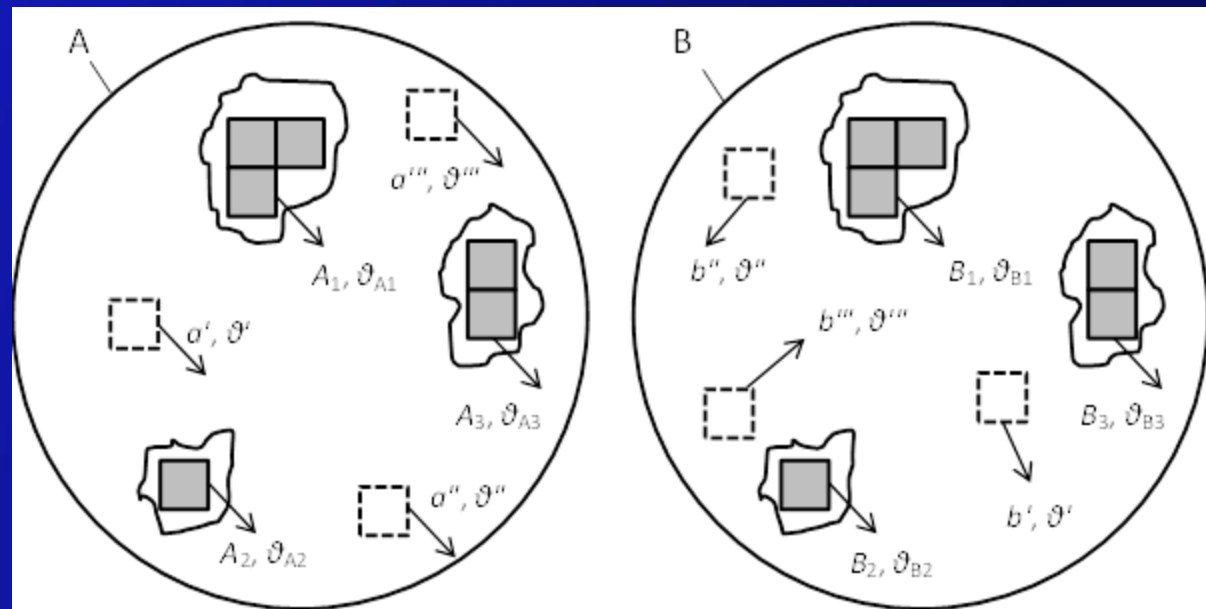 A
a''', ϑ'''
A₁, ϑ_A1
a', ϑ'
A₃, ϑ_A3
a'', ϑ''
A₂, ϑ_A2
B
b'', ϑ''
B₁, ϑ_B1
b''', ϑ'''
B₃, ϑ_B3
b', ϑ'
B₂, ϑ_B2